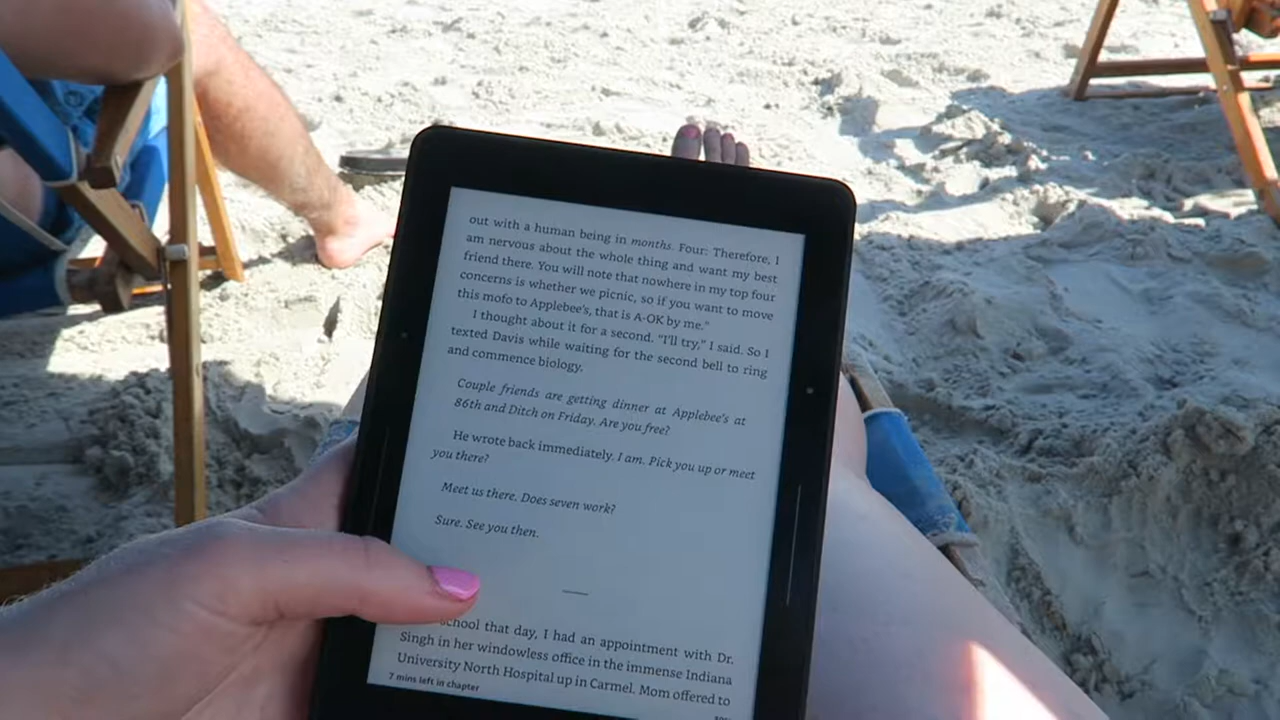 out with a human being in months. Four: Therefore, I
am nervous about the whole thing and want my best
friend there. You will note that nowhere in my top four
concerns is whether we picnic, so if you want to move
this mofo to Applebee's, that is A-OK by me."
I thought about it for a second. "I'll try," I said. So I
texted Davis while waiting for the second bell to ring
and commence biology.
Couple friends are getting dinner at Applebee's at
86th and Ditch on Friday. Are you free?
He wrote back immediately. I am. Pick you up or meet
you there?
Meet us there. Does seven work?
Sure. See you then.
school that day, I had an appointment with Dr.
Singh in her windowless office in the immense Indiana
University North Hospital up in Carmel. Mom offered to
7 mins left in chapter